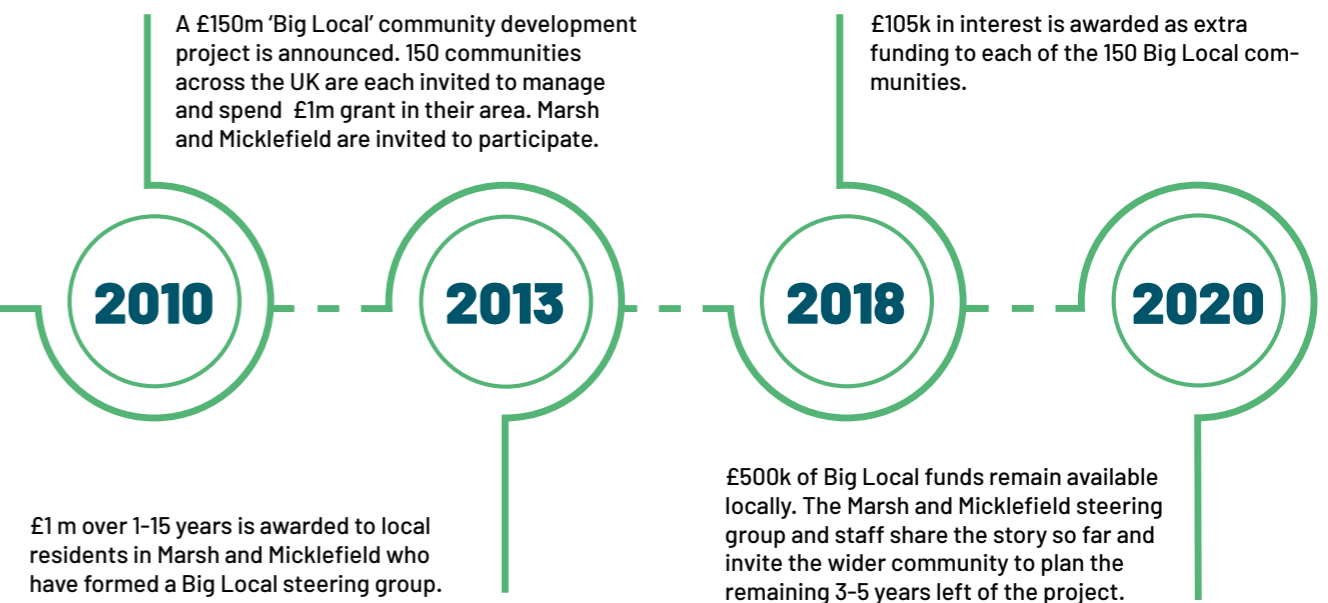 A £150m ‘Big Local’ community development
project is announced. 150 communities
across the UK are each invited to manage
and spend £1m grant in their area. Marsh
and Micklefield are invited to participate.
£105k in interest is awarded as extra
funding to each of the 150 Big Local com-
munities.
2010
2013
2018
2020
£1 m over 1-15 years is awarded to local
residents in Marsh and Micklefield who
have formed a Big Local steering group.
£500k of Big Local funds remain available
locally. The Marsh and Micklefield steering
group and staff share the story so far and
invite the wider community to plan the
remaining 3-5 years left of the project.